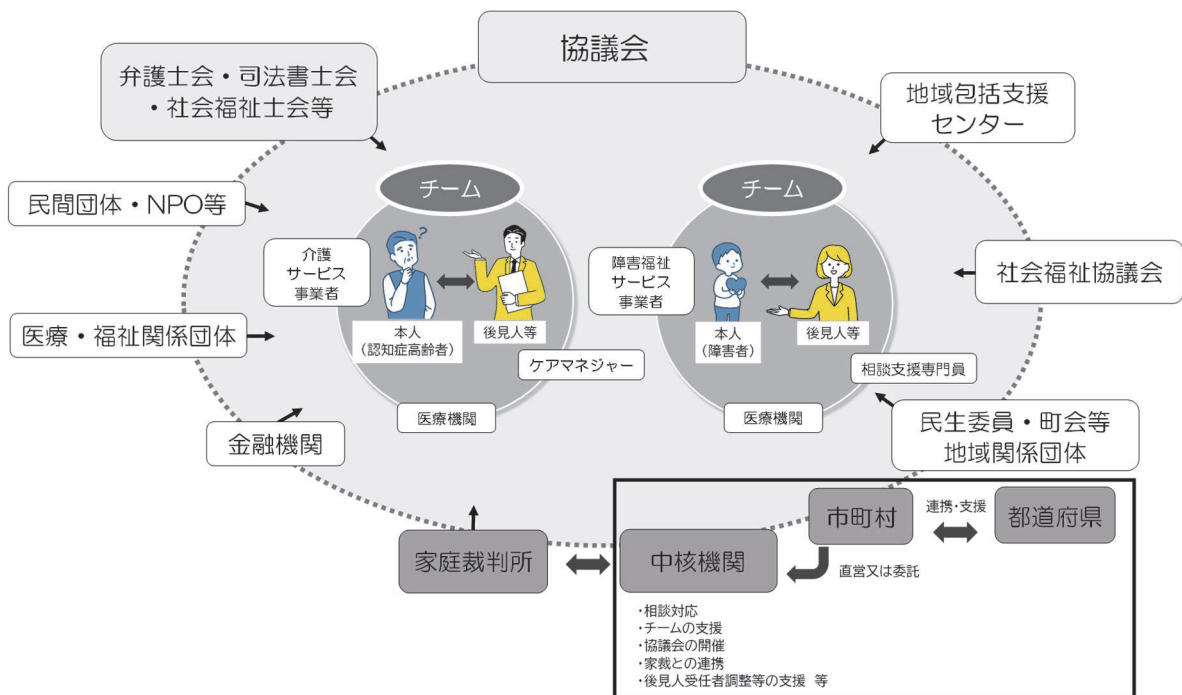 協議会
弁護士会・司法書士会
・社会福祉士会等
地域包括支援
センター
民間団体・NPO等
チーム
介護
サービス
事業者
?
本人
(認知症高齢者)
後見人等
ケアマネジャー
医療機関
チーム
障害福祉
サービス
事業者
本人
(障害者)
後見人等
相談支援専門員
医療機関
社会福祉協議会
医療・福祉関係団体
金融機関
民生委員・町会等
地域関係団体
家庭裁判所
中核機関
市町村
連携・支援
都道府県
直営又は委託
・相談対応
・チームの支援
・協議会の開催
・家裁との連携
・後見人受任者調整等の支援 等